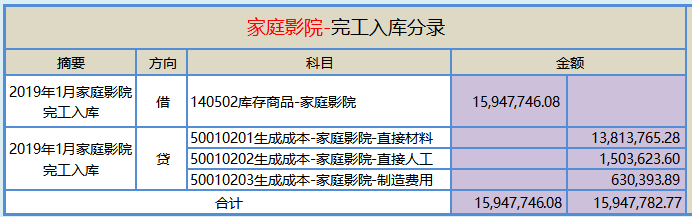 家庭影院-完工入库分录
摘要 方向 科目 金额
2019年1月家庭影院
完工入库
借 140502库存商品-家庭影院 15,947,746.08
2019年1月家庭影院
完工入库
贷
50010201生成成本-家庭影院-直接材料 13,813,765.28
50010202生成成本-家庭影院-直接人工 1,503,623.60
50010203生成成本-家庭影院-制造费用 630,393.89
合计 15,947,746.08 15,947,782.77